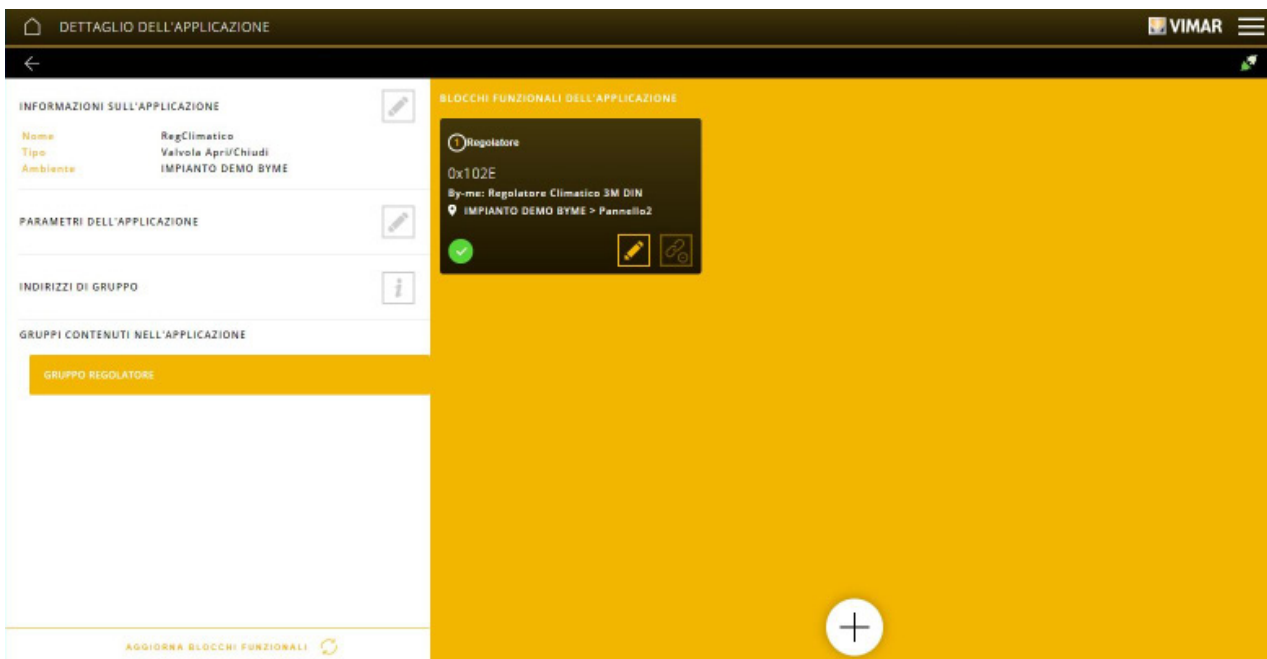 DETTAGLIO DELL'APPLICAZIONE
VIMAR
INFORMAZIONI SULL'APPLICAZIONE
Nome RegClimatico
Tipo Valvola Apri/Chiudi
Ambiente IMPIANTO DEMO BYME
PARAMETRI DELL'APPLICAZIONE
INDIRIZZI DI GRUPPO
i
GRUPPI CONTENUTI NELL'APPLICAZIONE
GRUPPO REGOLATORE
AGGIORNA BLOCCHI FUNZIONALI
BLOCCHI FUNZIONALI DELL'APPLICAZIONE
1 Regolatore
0x102E
By-me: Regolatore Climatico 3M DIN
IMPIANTO DEMO BYME > Pannello2